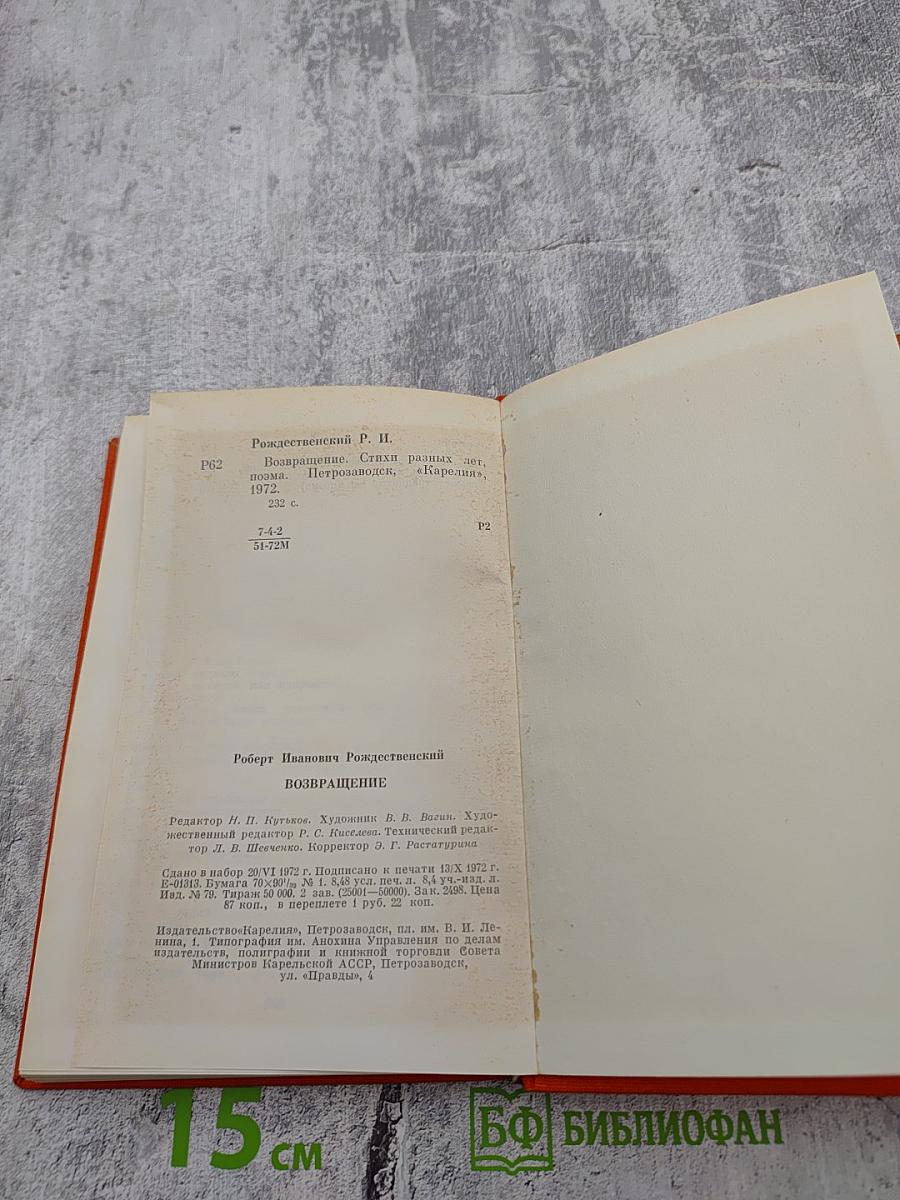 Рождественский Р. И.
Р62 Возвращение. Стихи разных лет,
поэма. Петрозаводск, «Карелия»,
1972.
232 с.
7-4-2 Р2
51-72М
Роберт Иванович Рождественский
ВОЗВРАЩЕНИЕ
Редактор Н. П. Кутьков. Художник В. В. Вагин. Худо-
жественный редактор Р. С. Киселева. Технический редак-
тор Л. В. Шевченко. Корректор Э. Г. Растатурина
Сдано в набор 20/VI 1972 г. Подписано к печати 13/X 1972 г.
Е-01313. Бумага 70×90¹/₃₂ № 1. 8,48 усл. печ. л. 8,4 уч.-изд. л.
Изд. № 79. Тираж 50 000. 2 зав. (25001—50000). Зак. 2498. Цена
87 коп., в переплете 1 руб. 22 коп.
Издательство«Карелия», Петрозаводск, пл. им. В. И. Ле-
нина, 1. Типография им. Анохина Управления по делам
издательств, полиграфии и книжной торговли Совета
Министров Карельской АССР, Петрозаводск,
ул. «Правды», 4
15 см
БФ БИБЛИОФАН